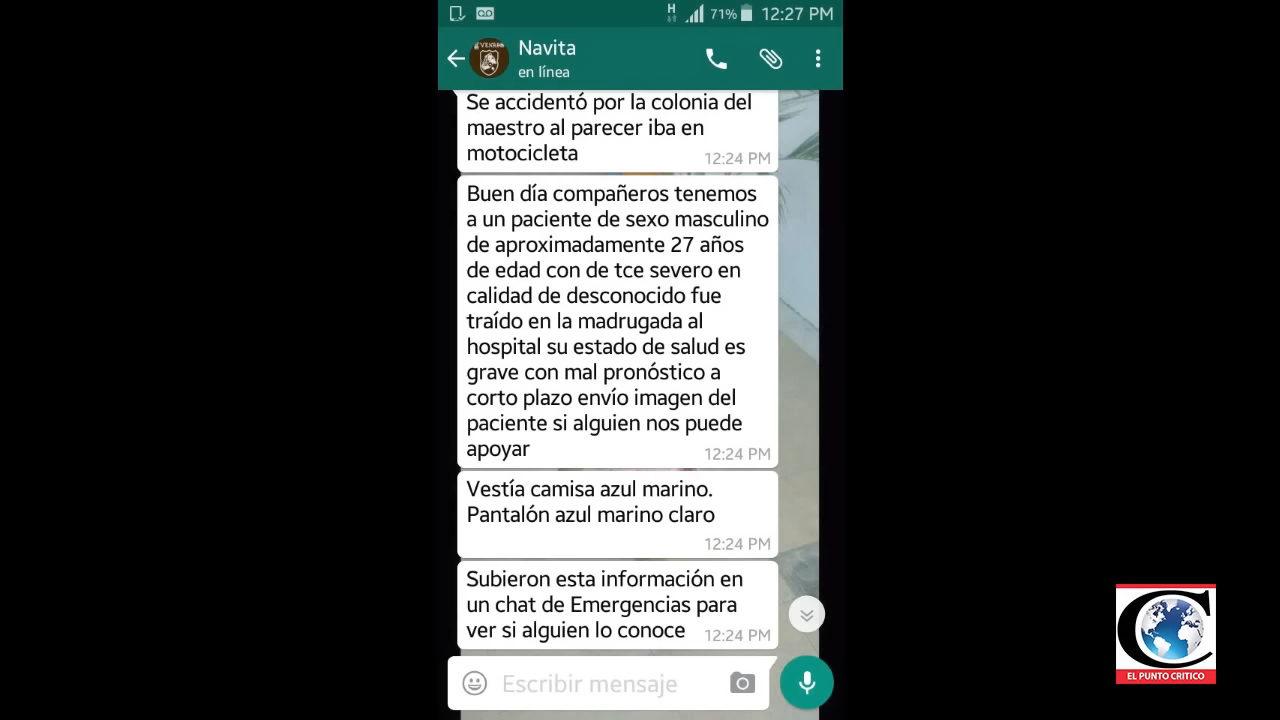 71% 12:27 PM
Navita
en línea
Se accidentó por la colonia del
maestro al parecer iba en
motocicleta
12:24 PM
Buen día compañeros tenemos
a un paciente de sexo masculino
de aproximadamente 27 años
de edad con de tce severo en
calidad de desconocido fue
traído en la madrugada al
hospital su estado de salud es
grave con mal pronóstico a
corto plazo envío imagen del
paciente si alguien nos puede
apoyar
12:24 PM
Vestía camisa azul marino.
Pantalón azul marino claro
12:24 PM
Subieron esta información en
un chat de Emergencias para
ver si alguien lo conoce
12:24 PM
Escribir mensaje
C
EL PUNTO CRITICO